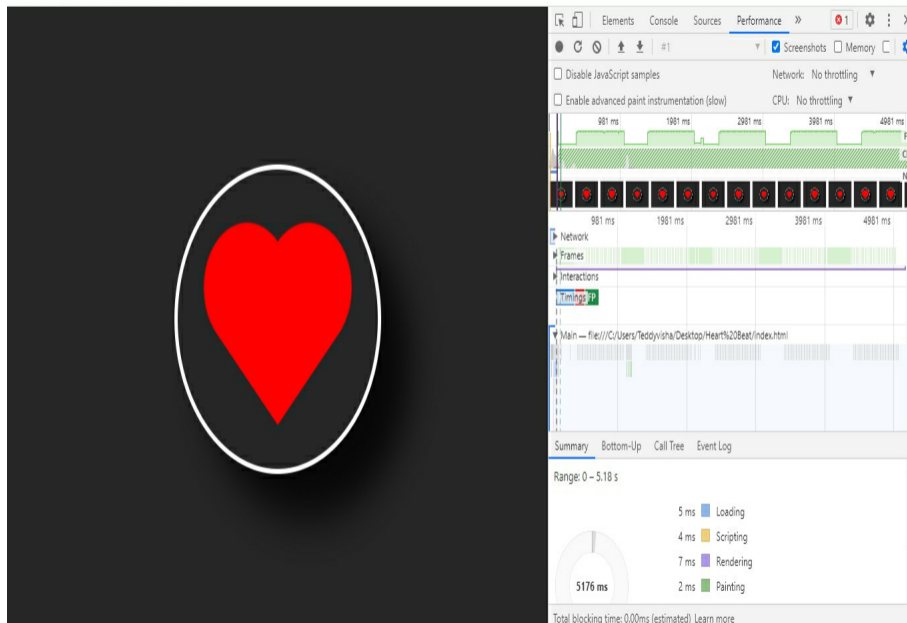 Elements Console Sources Performance » 1
#1 Screenshots Memory
Disable JavaScript samples Network: No throttling
Enable advanced paint instrumentation (slow) CPU: No throttling
981 ms 1981 ms 2981 ms 3981 ms 4981 ms
981 ms 1981 ms 2981 ms 3981 ms 4981 ms
Network
Frames
Interactions
Timings FP
Main — file:///C:/Users/Teddyvisha/Desktop/Heart%20Beat/index.html
Summary Bottom-Up Call Tree Event Log
Range: 0 – 5.18 s
5 ms Loading
4 ms Scripting
7 ms Rendering
5176 ms
2 ms Painting
Total blocking time: 0.00ms (estimated) Learn more